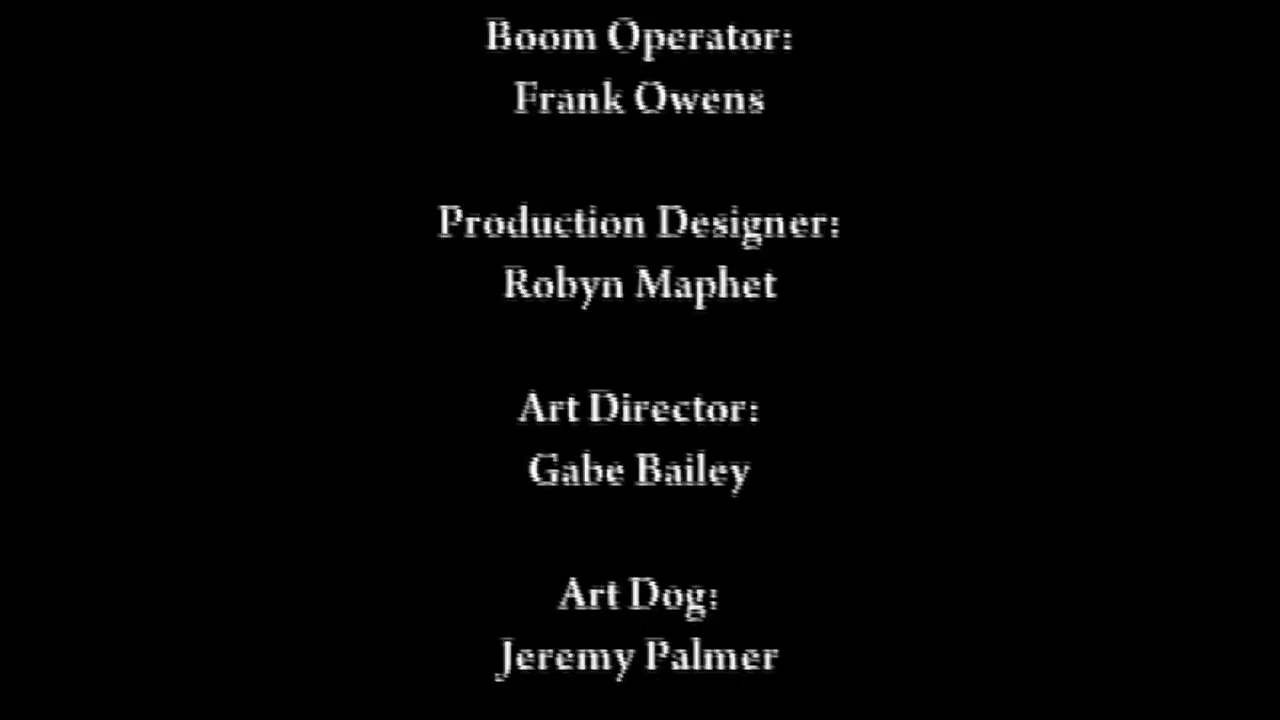 Boom Operator:
Frank Owens
Production Designer:
Robyn Maphet
Art Director:
Gabe Bailey
Art Dog:
Jeremy Palmer